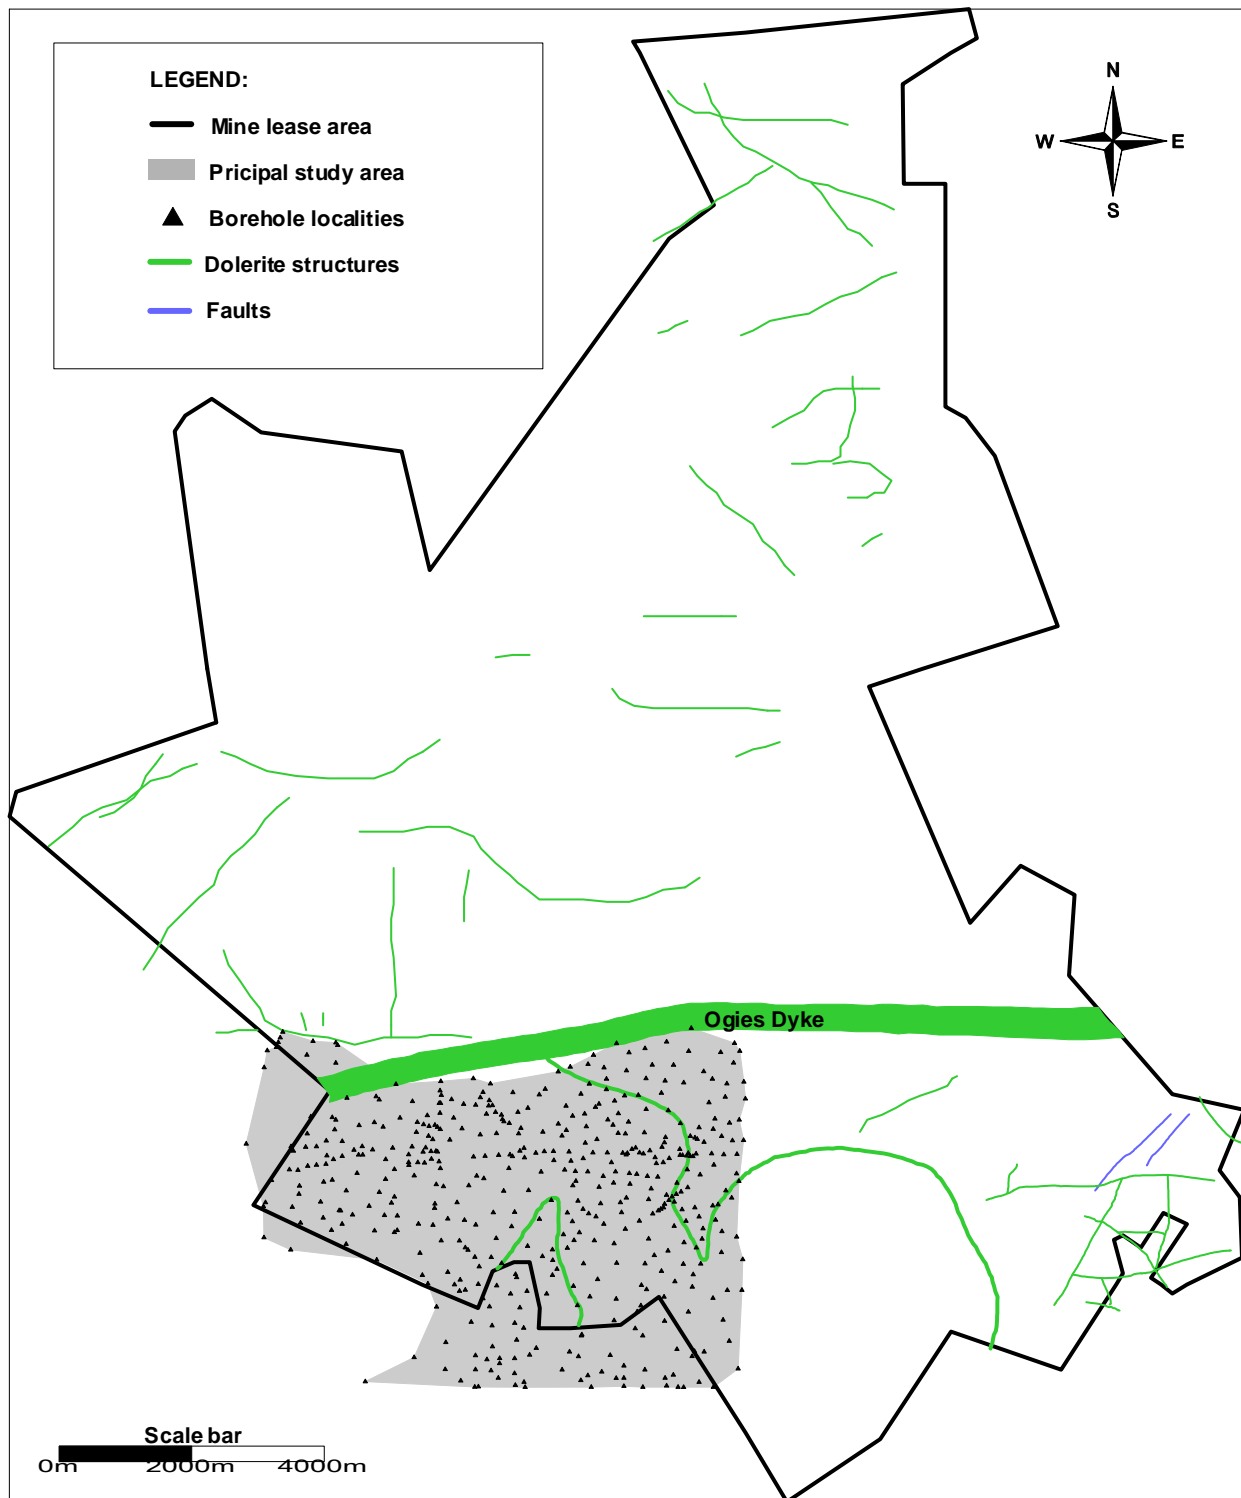 LEGEND:
Mine lease area
Pricipal study area
Borehole localities
Dolerite structures
Faults
N
W E
S
Ogies Dyke
Scale bar
0m 2000m 4000m